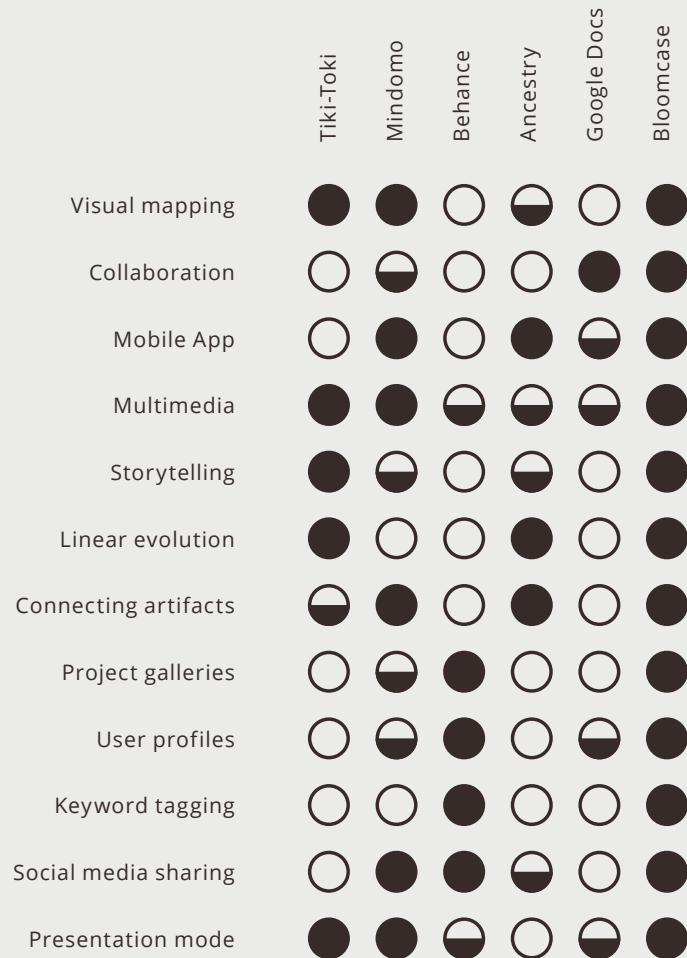 Tiki-Toki
Mindomo
Behance
Ancestry
Google Docs
Bloomcase
Visual mapping
Collaboration
Mobile App
Multimedia
Storytelling
Linear evolution
Connecting artifacts
Project galleries
User profiles
Keyword tagging
Social media sharing
Presentation mode